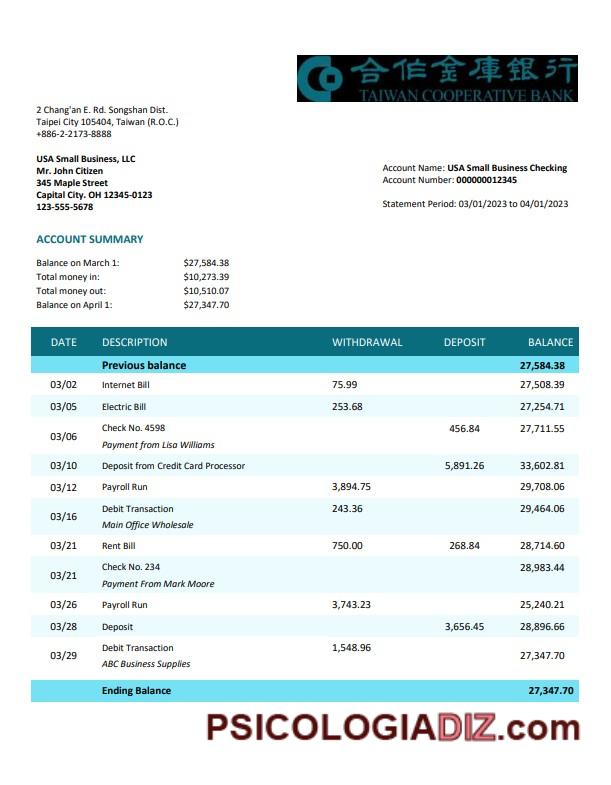 合作金庫銀行
TAIWAN COOPERATIVE BANK
2 Chang'an E. Rd. Songshan Dist.
Taipei City 105404, Taiwan (R.O.C.)
+886-2-2173-8888
USA Small Business, LLC
Mr. John Citizen
345 Maple Street
Capital City. OH 12345-0123
123-555-5678
Account Name: USA Small Business Checking
Account Number: 000000012345
Statement Period: 03/01/2023 to 04/01/2023
ACCOUNT SUMMARY
Balance on March 1: $27,584.38
Total money in: $10,273.39
Total money out: $10,510.07
Balance on April 1: $27,347.70
DATE DESCRIPTION WITHDRAWAL DEPOSIT BALANCE
Previous balance 27,584.38
03/02 Internet Bill 75.99 27,508.39
03/05 Electric Bill 253.68 27,254.71
03/06 Check No. 4598 456.84 27,711.55
Payment from Lisa Williams
03/10 Deposit from Credit Card Processor 5,891.26 33,602.81
03/12 Payroll Run 3,894.75 29,708.06
03/16 Debit Transaction 243.36 29,464.06
Main Office Wholesale
03/21 Rent Bill 750.00 268.84 28,714.60
03/21 Check No. 234 28,983.44
Payment From Mark Moore
03/26 Payroll Run 3,743.23 25,240.21
03/28 Deposit 3,656.45 28,896.66
03/29 Debit Transaction 1,548.96 27,347.70
ABC Business Supplies
Ending Balance 27,347.70
PSICOLOGIADIZ.com